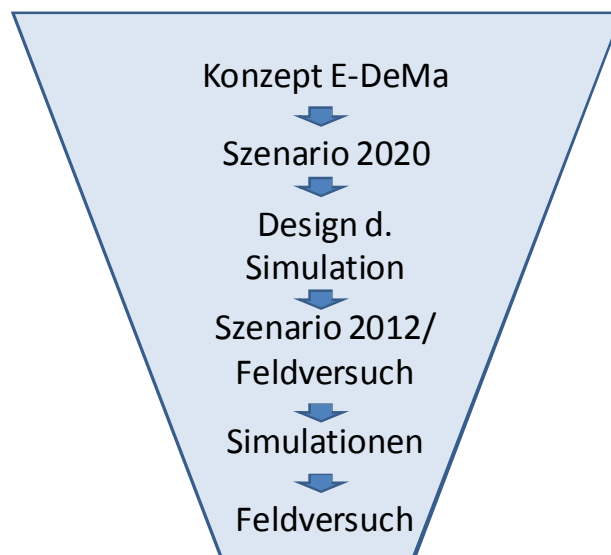 Konzept E-DeMa
Szenario 2020
Design d.
Simulation
Szenario 2012/
Feldversuch
Simulationen
Feldversuch